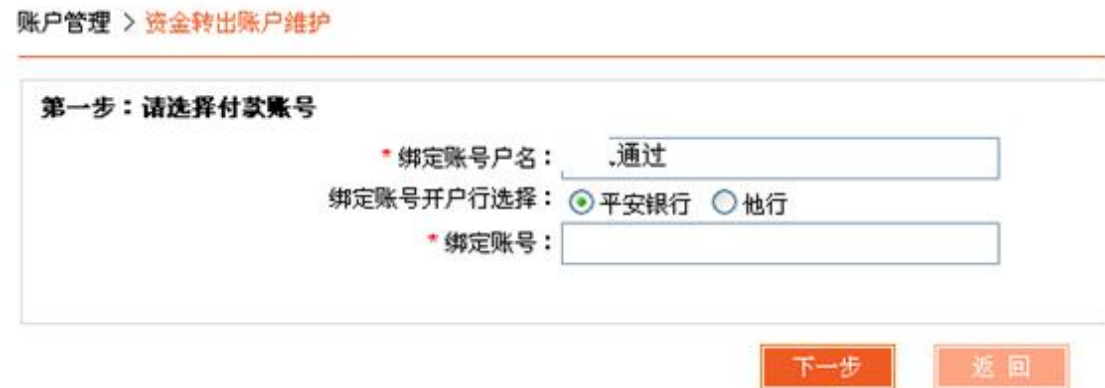 账户管理 > 资金转出账户维护
第一步：请选择付款账号
* 绑定账号户名： 通过
绑定账号开户行选择： 平安银行 他行
* 绑定账号：
下一步 返回